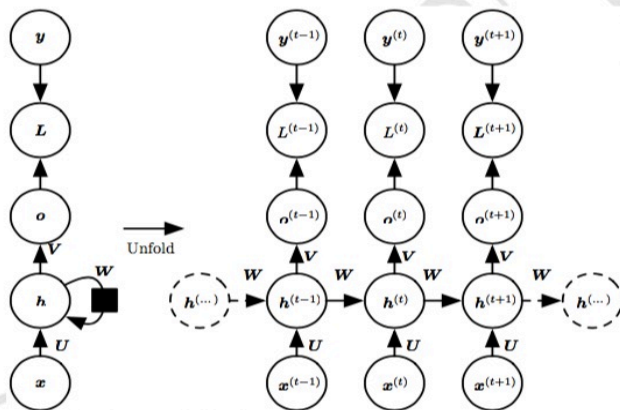 y y^(t−1) y^(t) y^(t+1)
L L^(t−1) L^(t) L^(t+1)
o o^(t−1) o^(t) o^(t+1)
Unfold
V V V V
W W W W W
h h^(...) h^(t−1) h^(t) h^(t+1) h^(...)
U U U U
x x^(t−1) x^(t) x^(t+1)